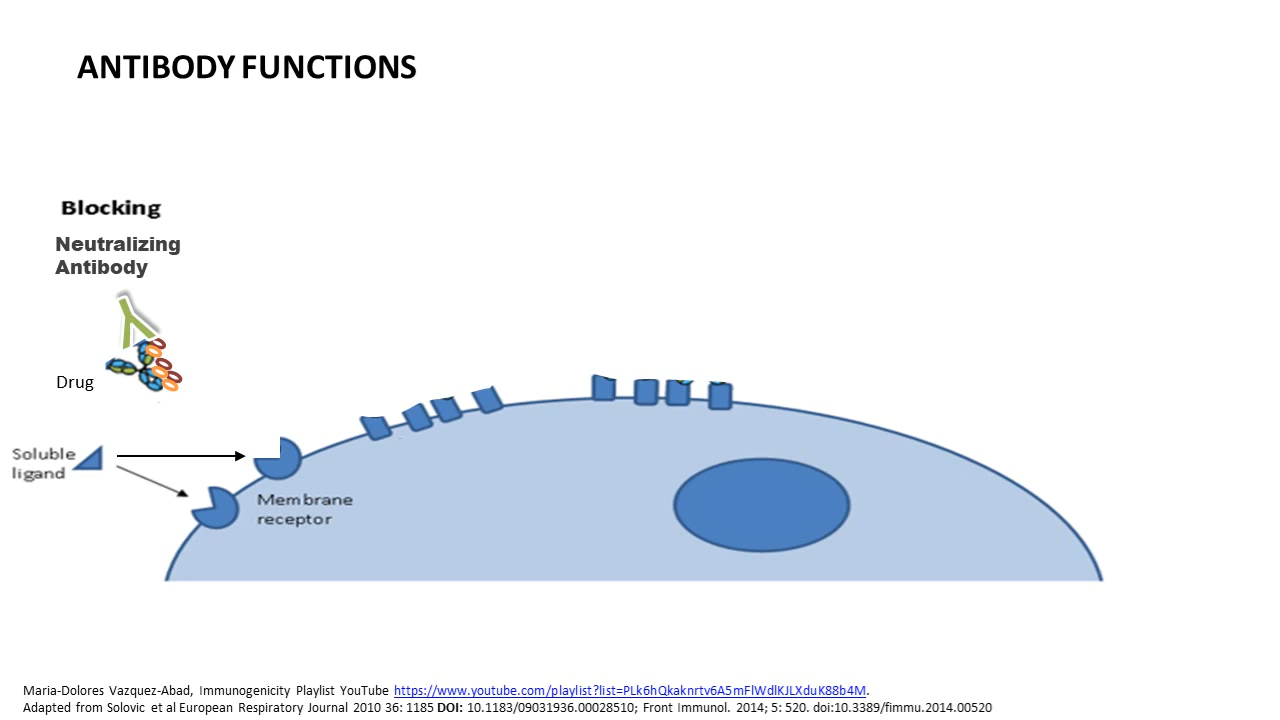 ANTIBODY FUNCTIONS
Blocking
Neutralizing
Antibody
Drug
Soluble
ligand
Membrane
receptor
Maria-Dolores Vazquez-Abad, Immunogenicity Playlist YouTube https://www.youtube.com/playlist?list=PLk6hQkaknrtv6A5mFlWdlKJLXduK88b4M.
Adapted from Solovic et al European Respiratory Journal 2010 36: 1185 DOI: 10.1183/09031936.00028510; Front Immunol. 2014; 5: 520. doi:10.3389/fimmu.2014.00520